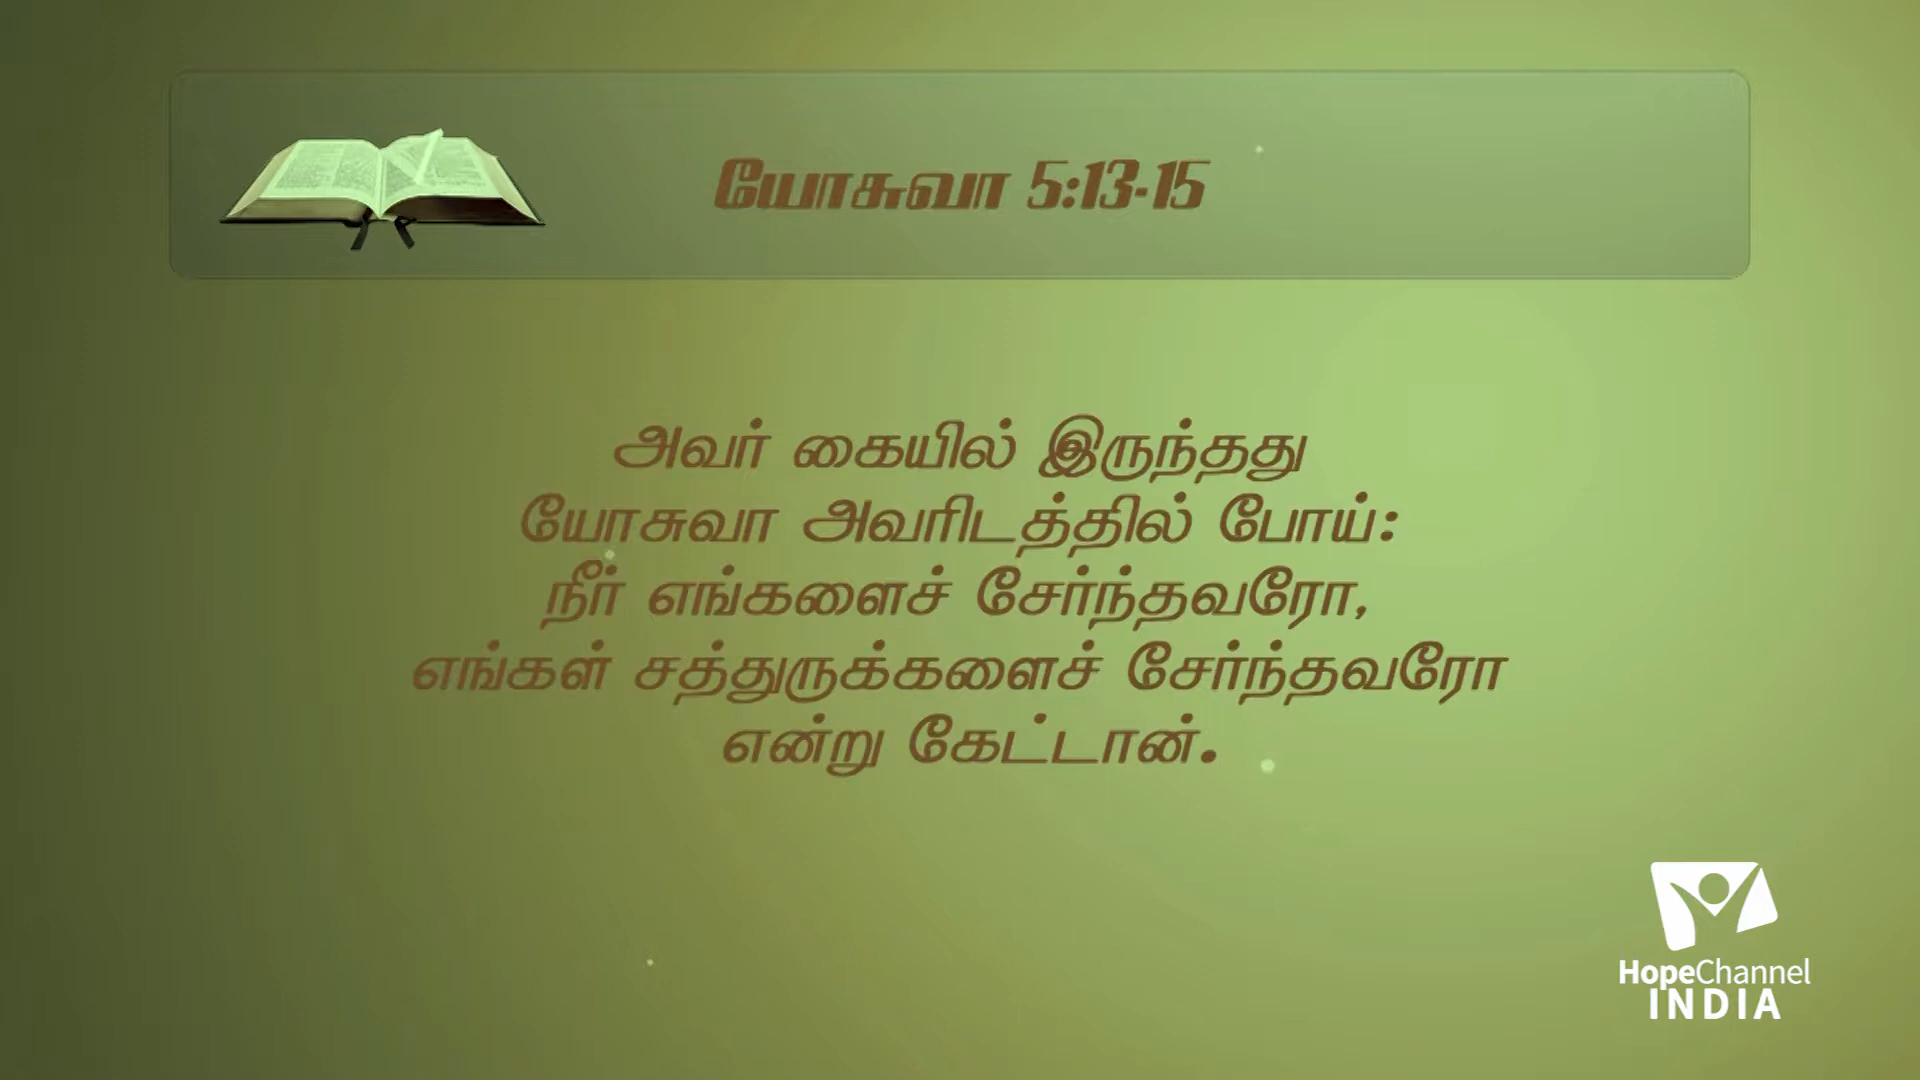 யோசுவா 5:13-15
அவர் கையில் இருந்தது
யோசுவா அவரிடத்தில் போய்:
நீர் எங்களைச் சேர்ந்தவரோ,
எங்கள் சத்துருக்களைச் சேர்ந்தவரோ
என்று கேட்டான்.
HopeChannel
INDIA